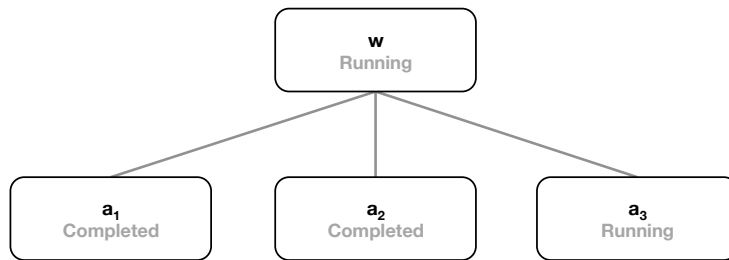 w
Running
a₁
Completed
a₂
Completed
a₃
Running